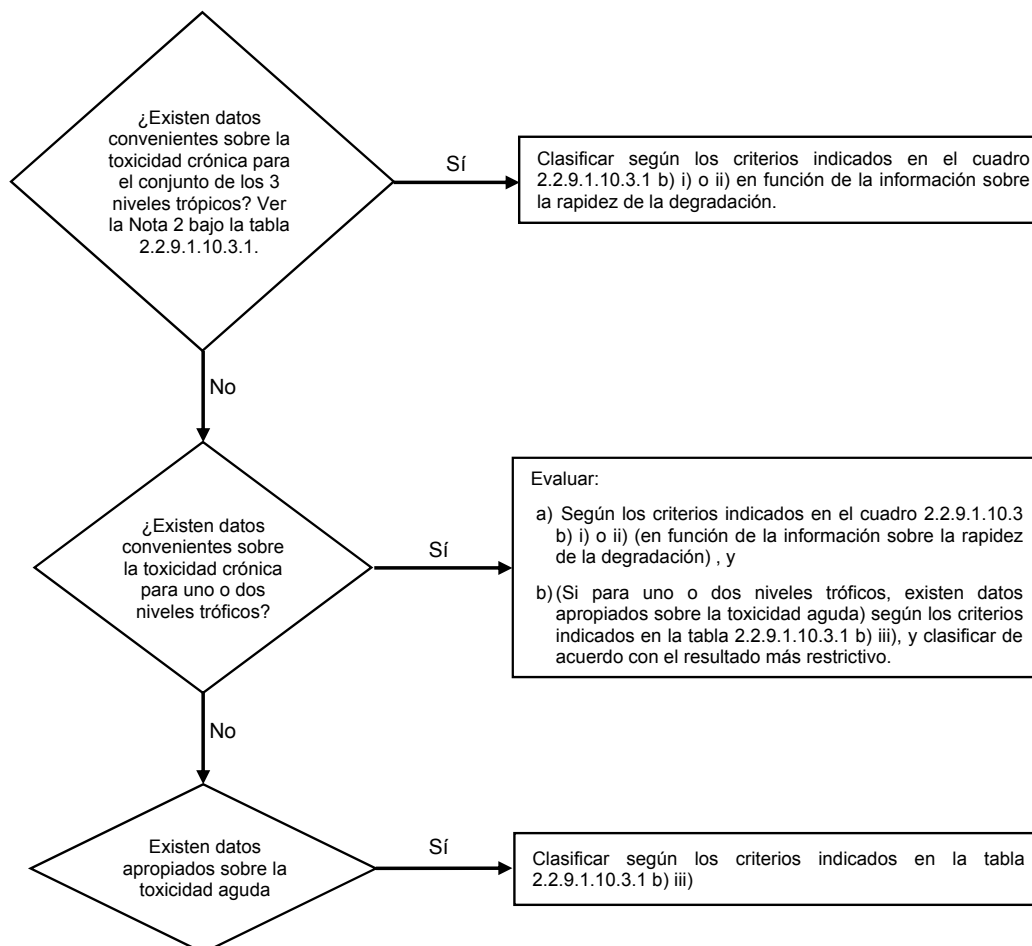 ¿Existen datos
convenientes sobre la
toxicidad crónica para
el conjunto de los 3
niveles trópicos? Ver
la Nota 2 bajo la tabla
2.2.9.1.10.3.1.
Sí
Clasificar según los criterios indicados en el cuadro
2.2.9.1.10.3.1 b) i) o ii) en función de la información sobre
la rapidez de la degradación.
No
¿Existen datos
convenientes sobre
la toxicidad crónica
para uno o dos
niveles tróficos?
Sí
Evaluar:
a) Según los criterios indicados en el cuadro 2.2.9.1.10.3
b) i) o ii) (en función de la información sobre la rapidez
de la degradación) , y
b) (Si para uno o dos niveles tróficos, existen datos
apropiados sobre la toxicidad aguda) según los criterios
indicados en la tabla 2.2.9.1.10.3.1 b) iii), y clasificar de
acuerdo con el resultado más restrictivo.
No
Existen datos
apropiados sobre la
toxicidad aguda
Sí
Clasificar según los criterios indicados en la tabla
2.2.9.1.10.3.1 b) iii)